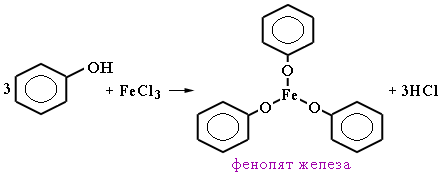 OH
O
3 + FeCl₃ → Fe + 3HCl
O O
фенолят железа